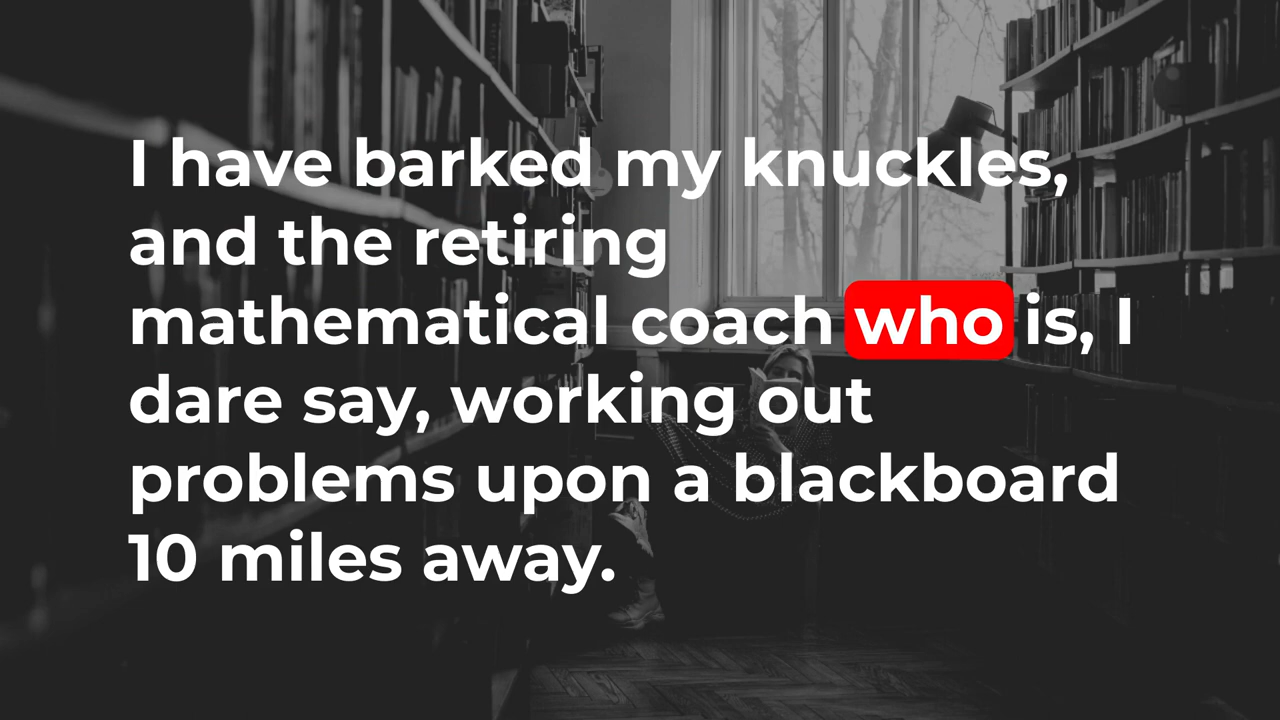 I have barked my knuckles,
and the retiring
mathematical coach who is, I
dare say, working out
problems upon a blackboard
10 miles away.